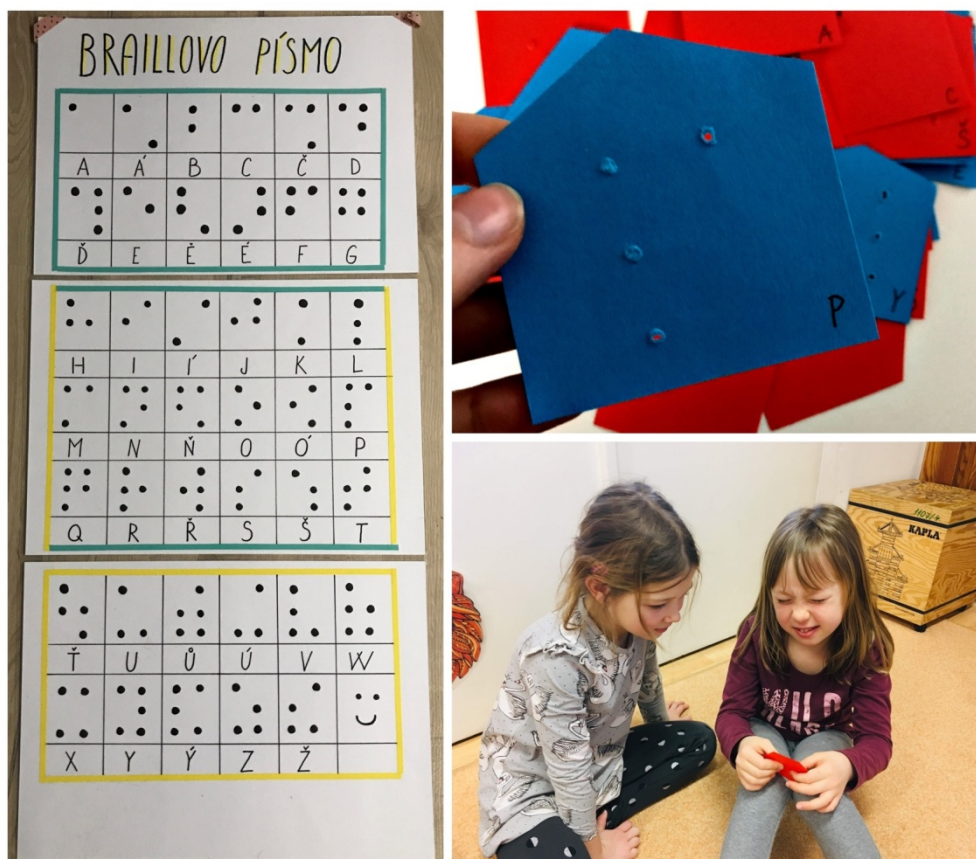 BRAILLOVO PÍSMO
A Á B C Č D
Ď E Ě É F G
H I Í J K L
M N Ň O Ó P
Q R Ř S Š T
Ť U Ů Ú V W
X Y Ý Z Ž
A
C
Š
E
Y
P
KAPLA